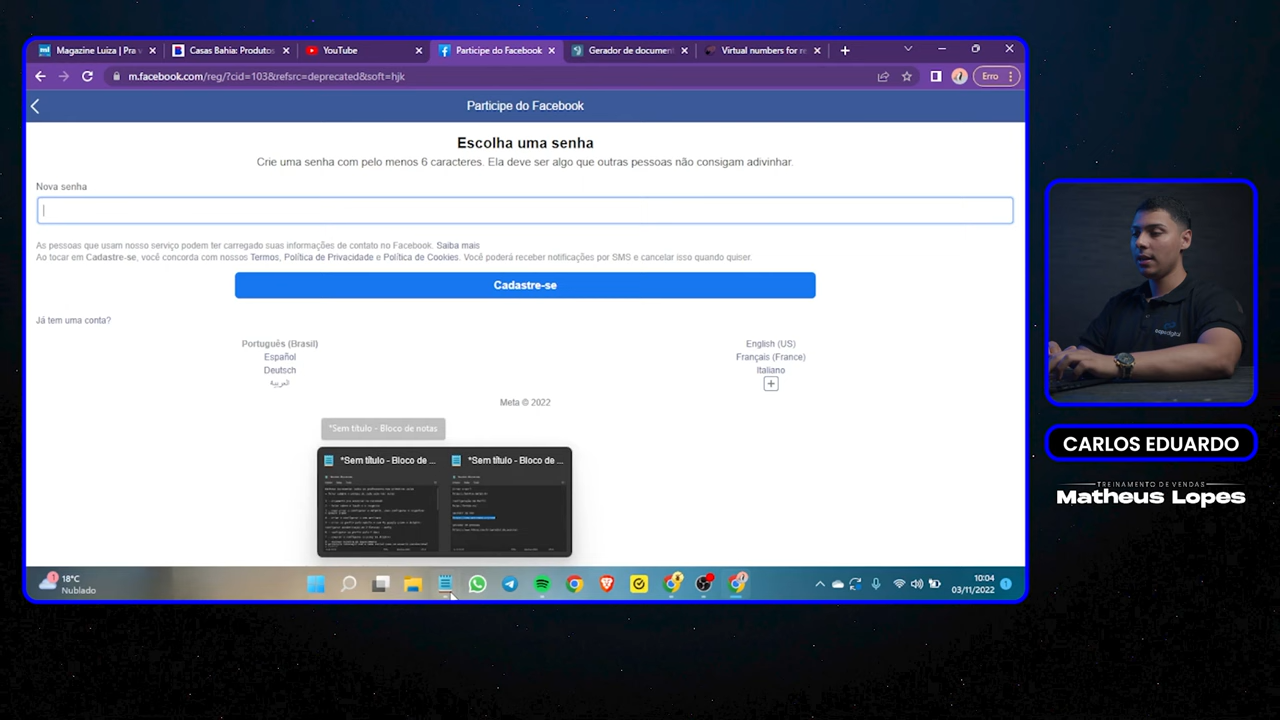 Magazine Luiza | Pra v
Casas Bahia: Produtos
YouTube
Participe do Facebook
Gerador de documen
Virtual numbers for re
m.facebook.com/reg/?cid=103&refsrc=deprecated&soft=hjk
Erro
Participe do Facebook
Escolha uma senha
Crie uma senha com pelo menos 6 caracteres. Ela deve ser algo que outras pessoas não consigam adivinhar.
Nova senha
As pessoas que usam nosso serviço podem ter carregado suas informações de contato no Facebook. Saiba mais
Ao tocar em Cadastre-se, você concorda com nossos Termos, Política de Privacidade e Política de Cookies. Você poderá receber notificações por SMS e cancelar isso quando quiser.
Cadastre-se
Já tem uma conta?
Português (Brasil)
English (US)
Español
Français (France)
Deutsch
Italiano
العربية
Meta © 2022
*Sem título - Bloco de notas
*Sem título - Bloco de ...
*Sem título - Bloco de ...
18°C
Nublado
10:04
03/11/2022
CARLOS EDUARDO
TREINAMENTO DE VENDAS
Matheus Lopes